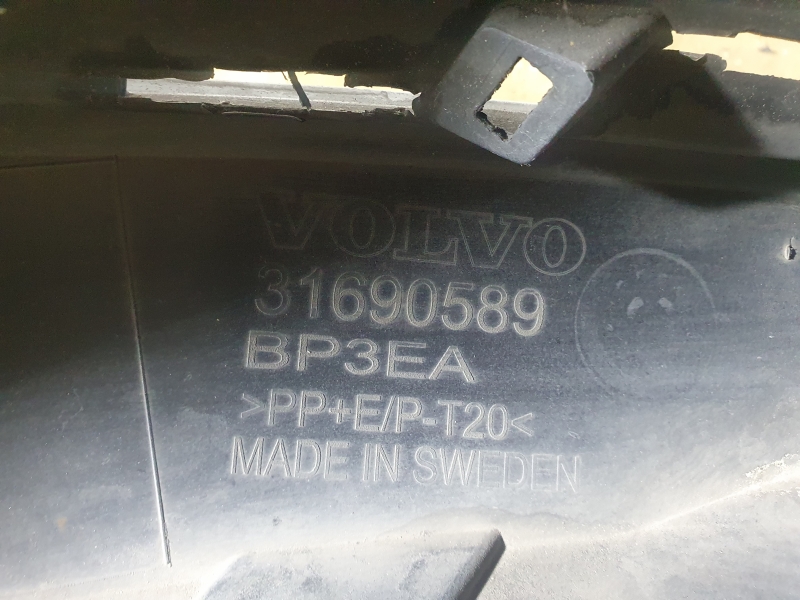 VOLVO
31690589
BP3EA
>PP+E/P-T20<
MADE IN SWEDEN